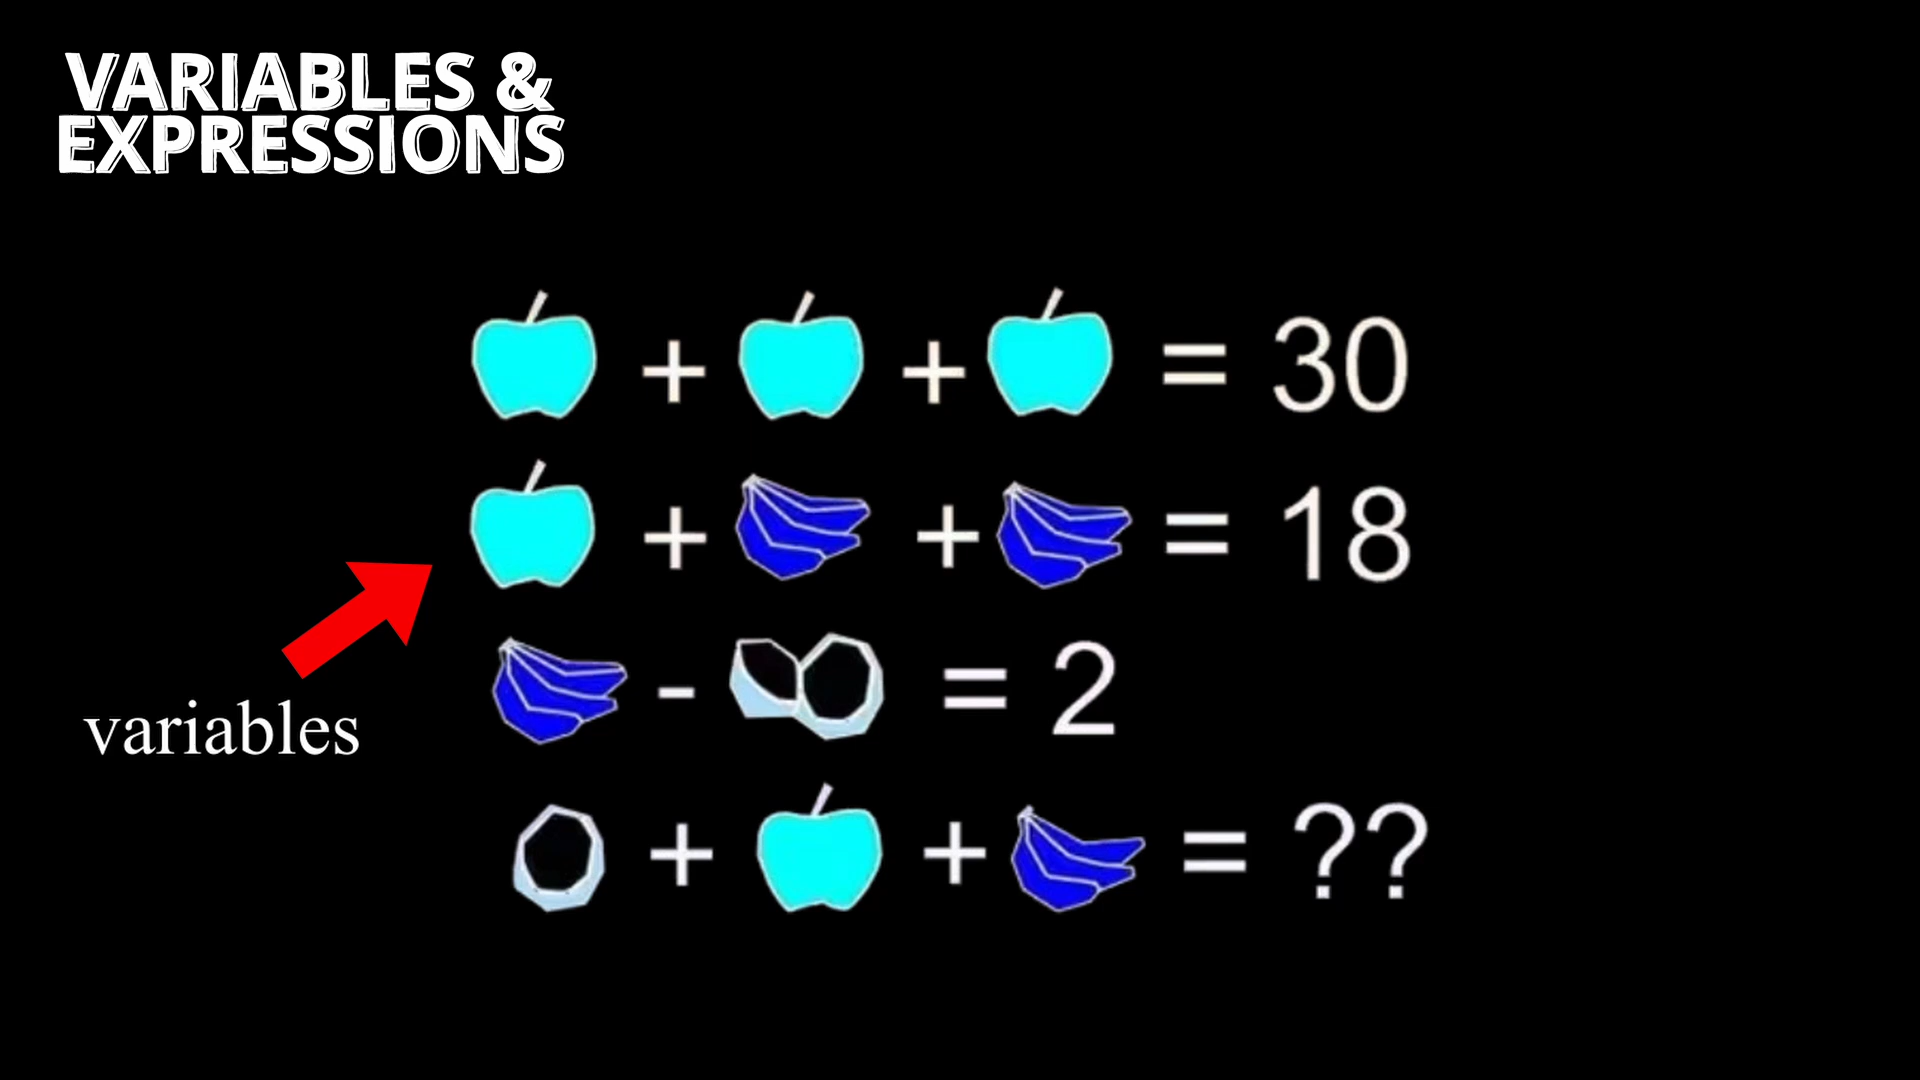 VARIABLES &
EXPRESSIONS
+ + = 30
+ + = 18
- = 2
variables
+ + = ??